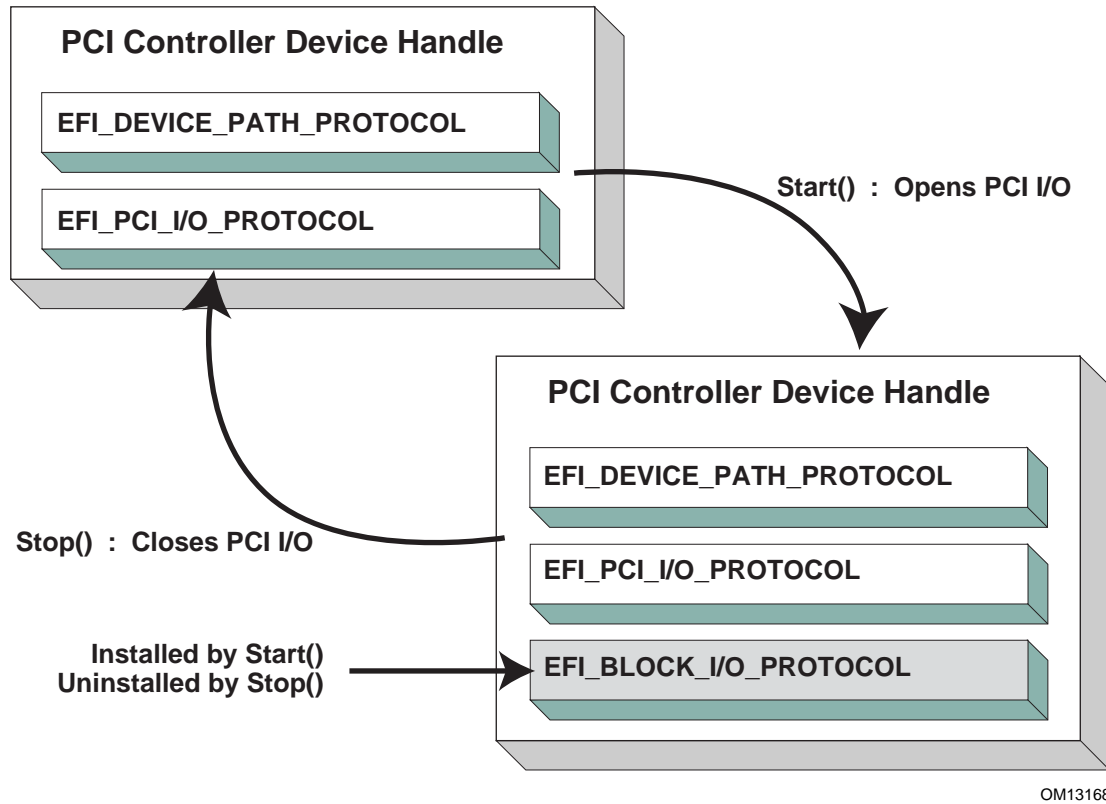 PCI Controller Device Handle
EFI_DEVICE_PATH_PROTOCOL
EFI_PCI_I/O_PROTOCOL
Start() : Opens PCI I/O
PCI Controller Device Handle
EFI_DEVICE_PATH_PROTOCOL
Stop() : Closes PCI I/O
EFI_PCI_I/O_PROTOCOL
Installed by Start()
Uninstalled by Stop()
EFI_BLOCK_I/O_PROTOCOL
OM13168